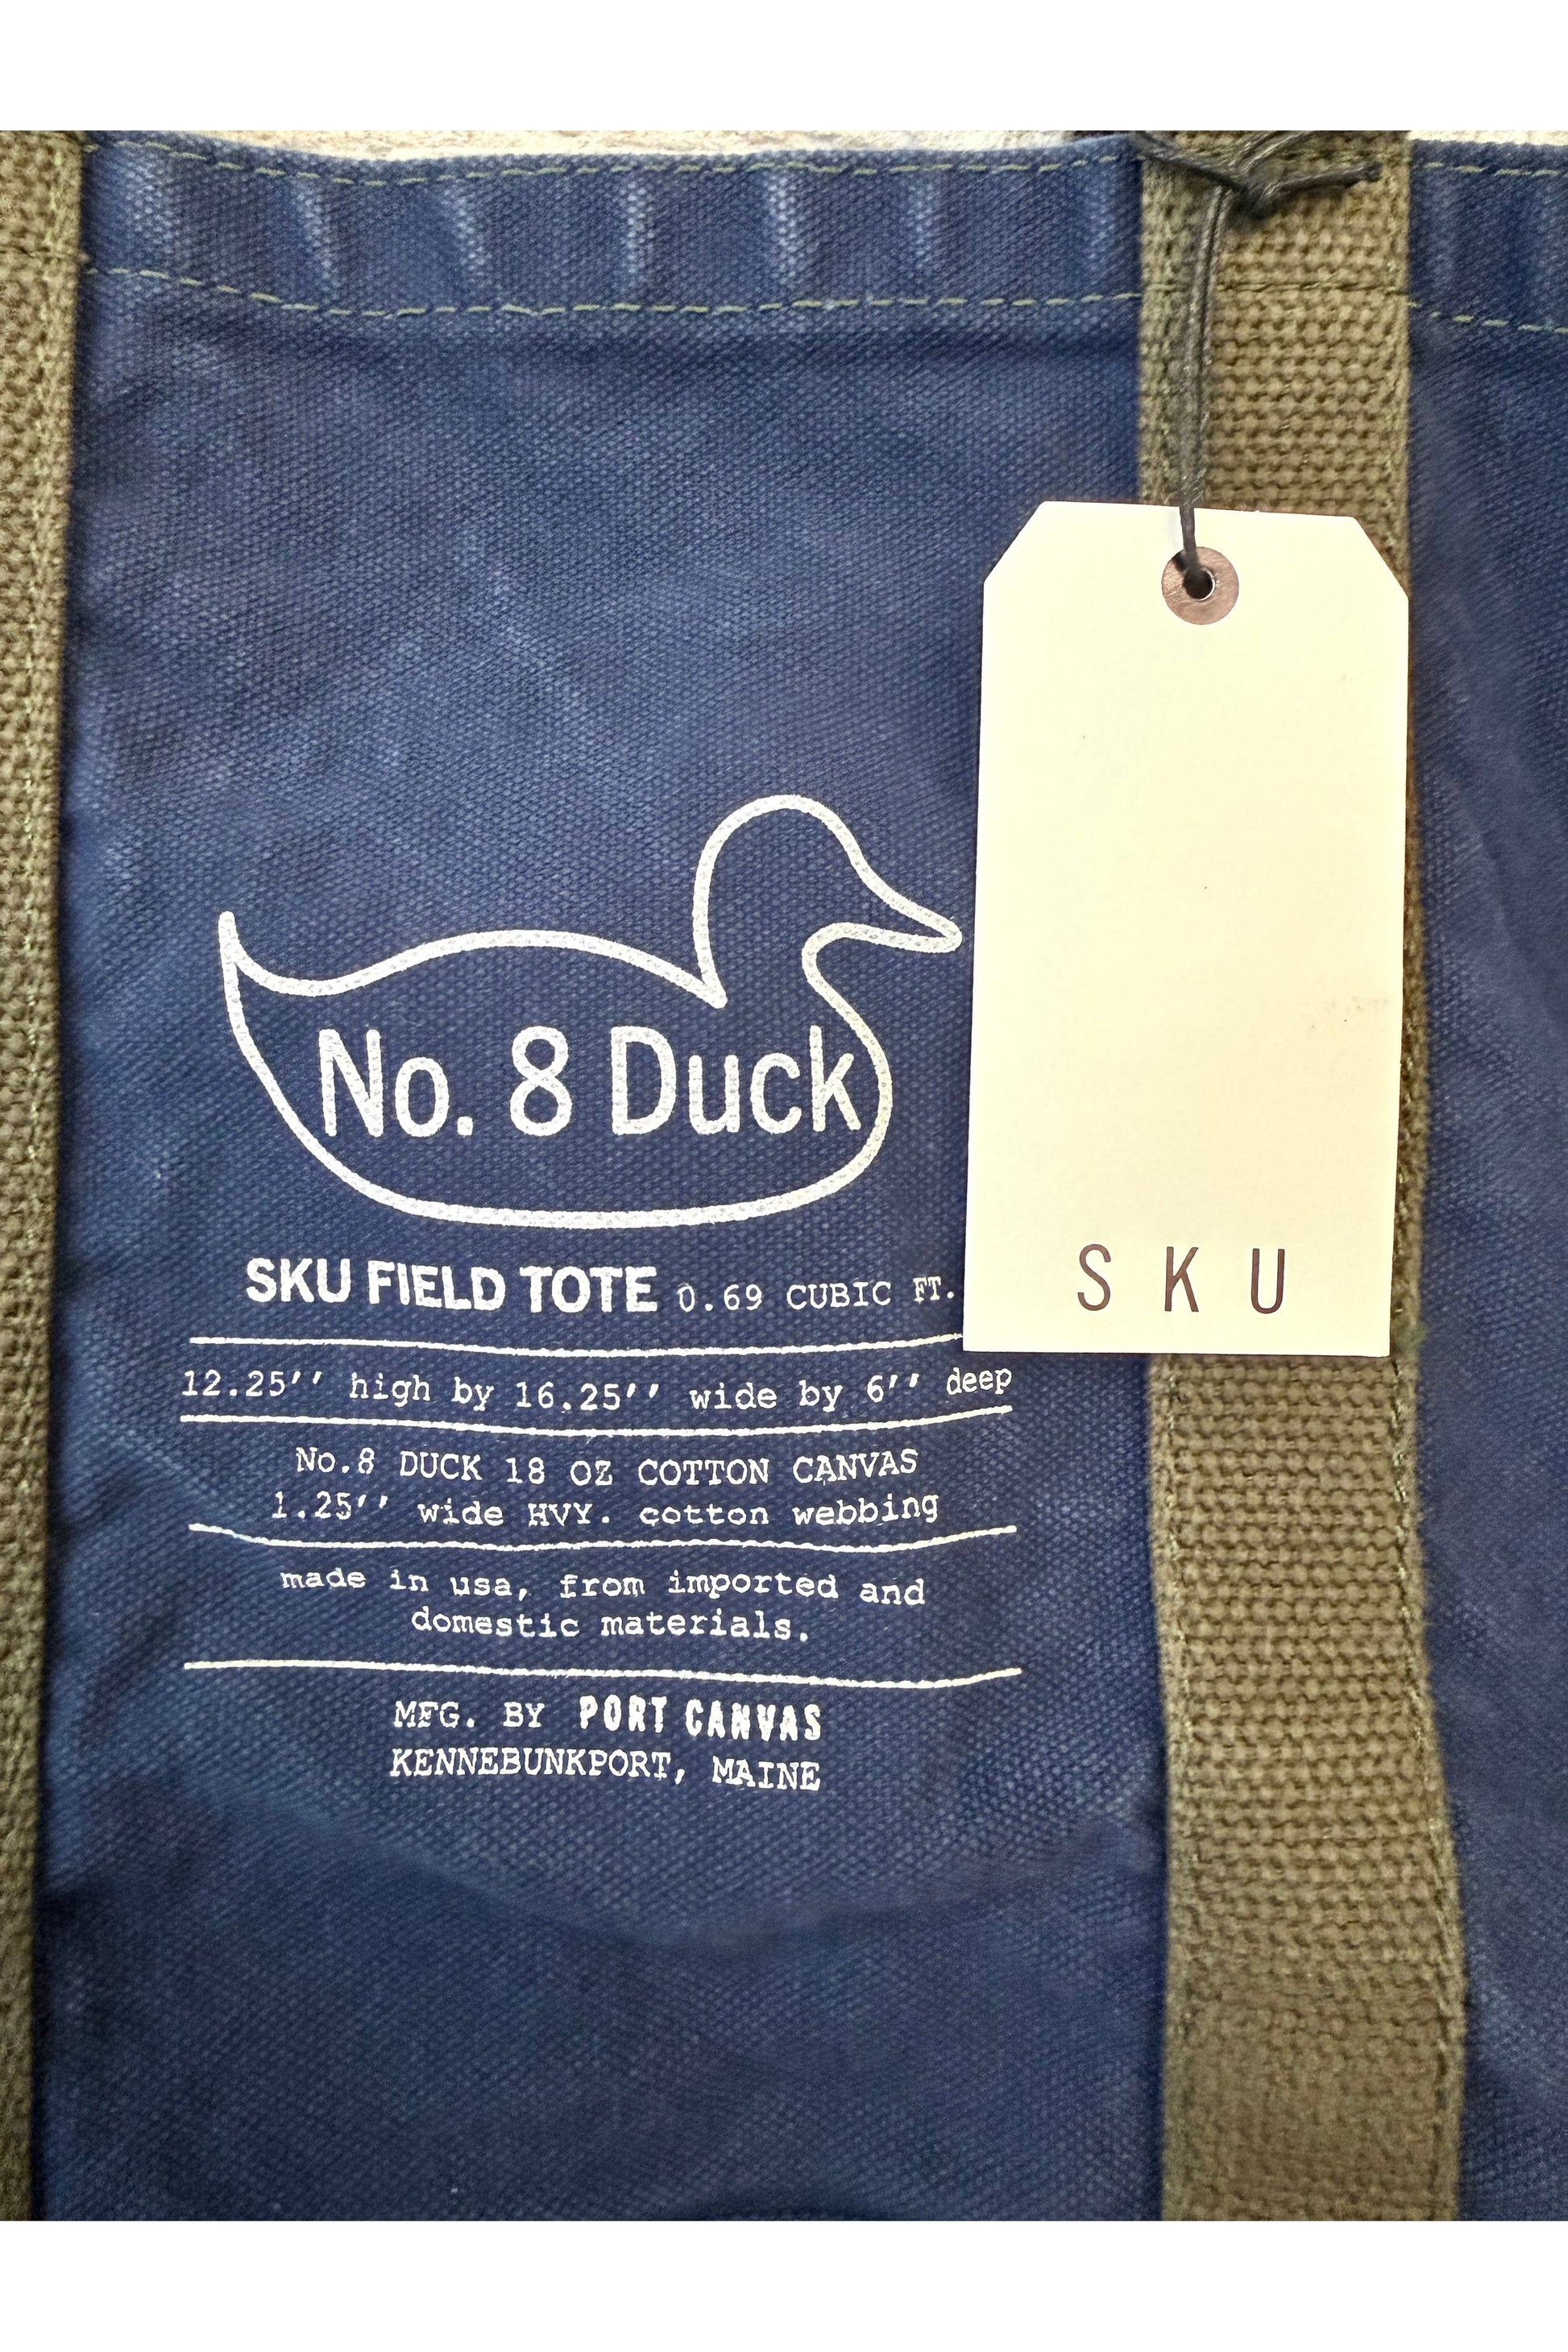 No. 8 Duck
SKU FIELD TOTE 0.69 CUBIC FT.
12.25'' high by 16.25'' wide by 6'' deep
No.8 DUCK 18 OZ COTTON CANVAS
1.25'' wide HVY. cotton webbing
made in usa, from imported and
domestic materials.
MFG. BY PORT CANVAS
KENNEBUNKPORT, MAINE
SKU